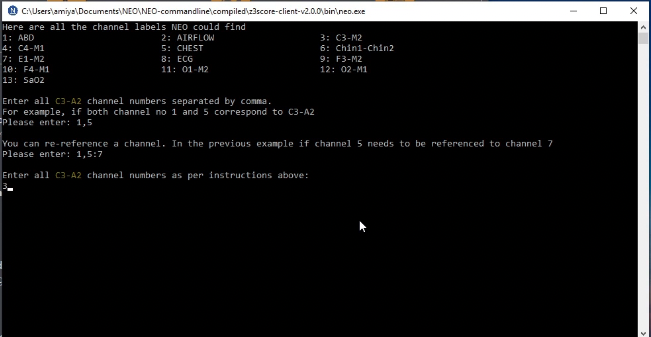 C:\Users\amiya\Documents\NEO\NEO-commandline\compiled\z3score-client-v2.0.0\bin\neo.exe
Here are all the channel labels NEO could find
1: ABD 2: AIRFLOW 3: C3-M2
4: C4-M1 5: CHEST 6: Chin1-Chin2
7: E1-M2 8: ECG 9: F3-M2
10: F4-M1 11: O1-M2 12: O2-M1
13: SaO2
Enter all C3-A2 channel numbers separated by comma.
For example, if both channel no 1 and 5 correspond to C3-A2
Please enter: 1,5
You can re-reference a channel. In the previous example if channel 5 needs to be referenced to channel 7
Please enter: 1,5:7
Enter all C3-A2 channel numbers as per instructions above:
3